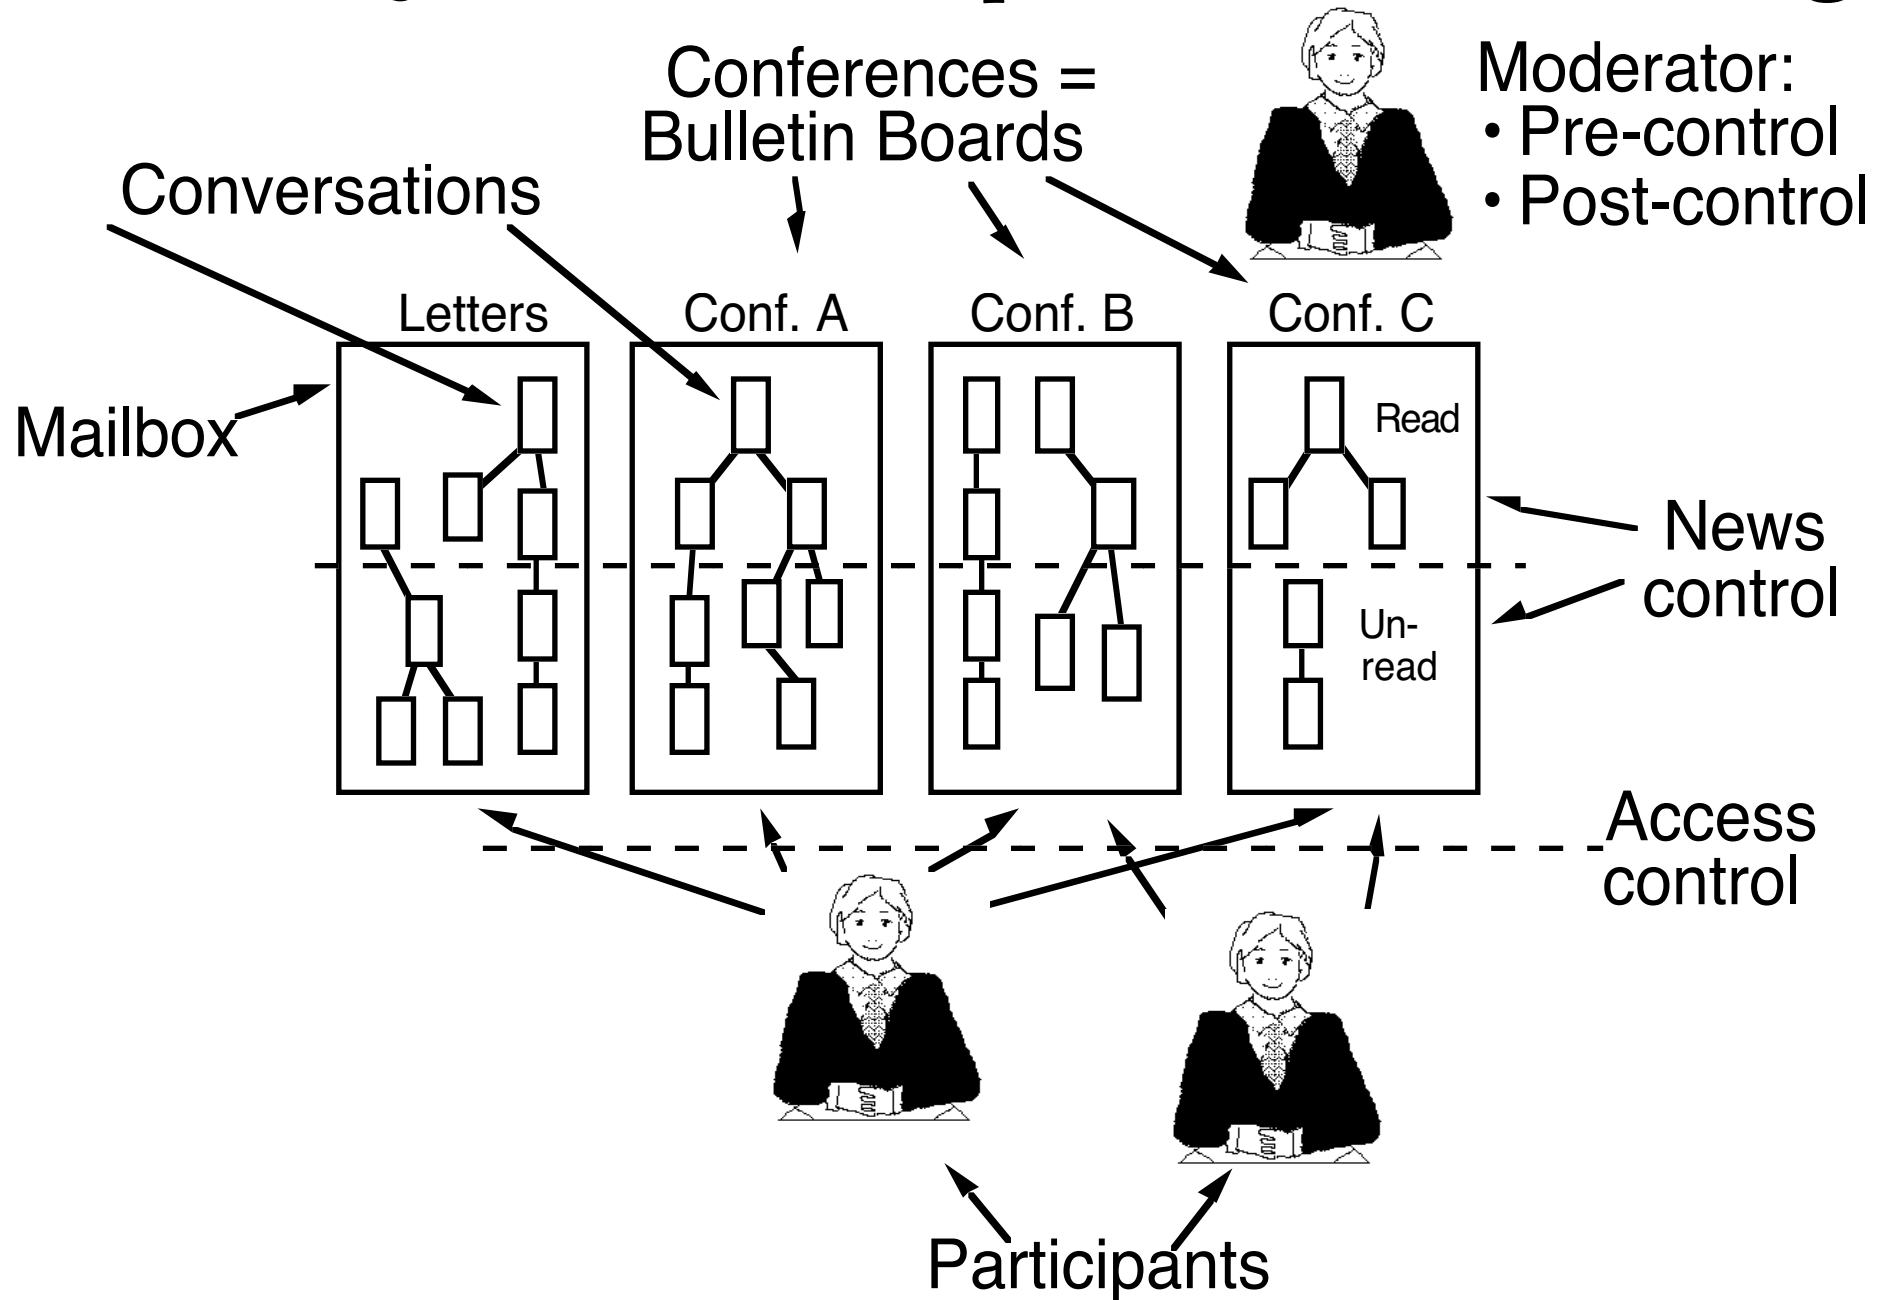 Conferences =
Bulletin Boards
Moderator:
• Pre-control
• Post-control
Conversations
Letters
Conf. A
Conf. B
Conf. C
Mailbox
Read
News
control
Un-
read
Access
control
Participants